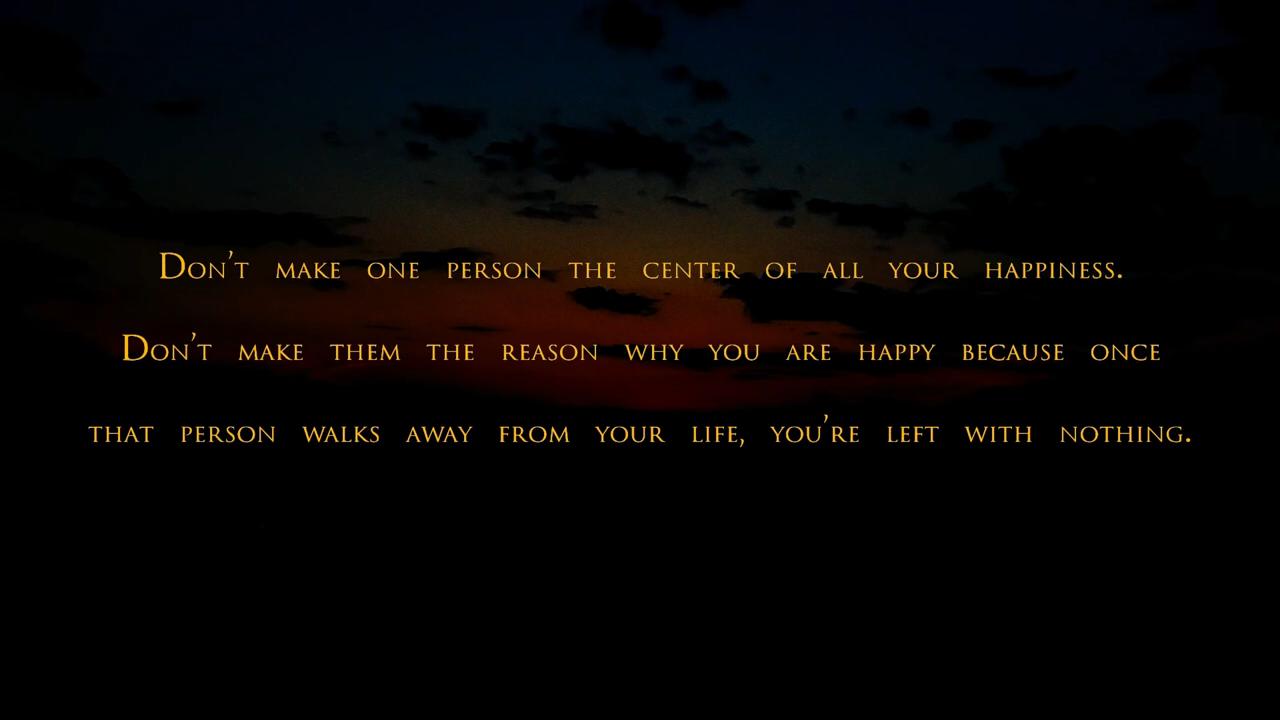 Don't make one person the center of all your happiness.
Don't make them the reason why you are happy because once
that person walks away from your life, you're left with nothing.